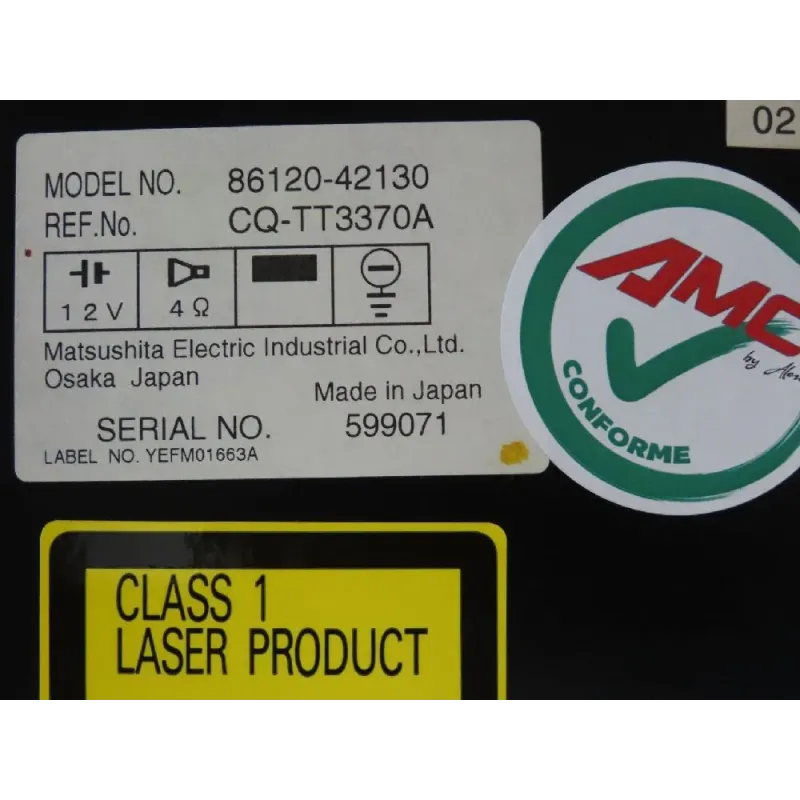 02
MODEL NO. 86120-42130
REF.No. CQ-TT3370A
12V 4Ω
Matsushita Electric Industrial Co.,Ltd.
Osaka Japan
Made in Japan
SERIAL NO. 599071
LABEL NO. YEFM01663A
AMC
by
CONFORME
CLASS 1
LASER PRODUCT